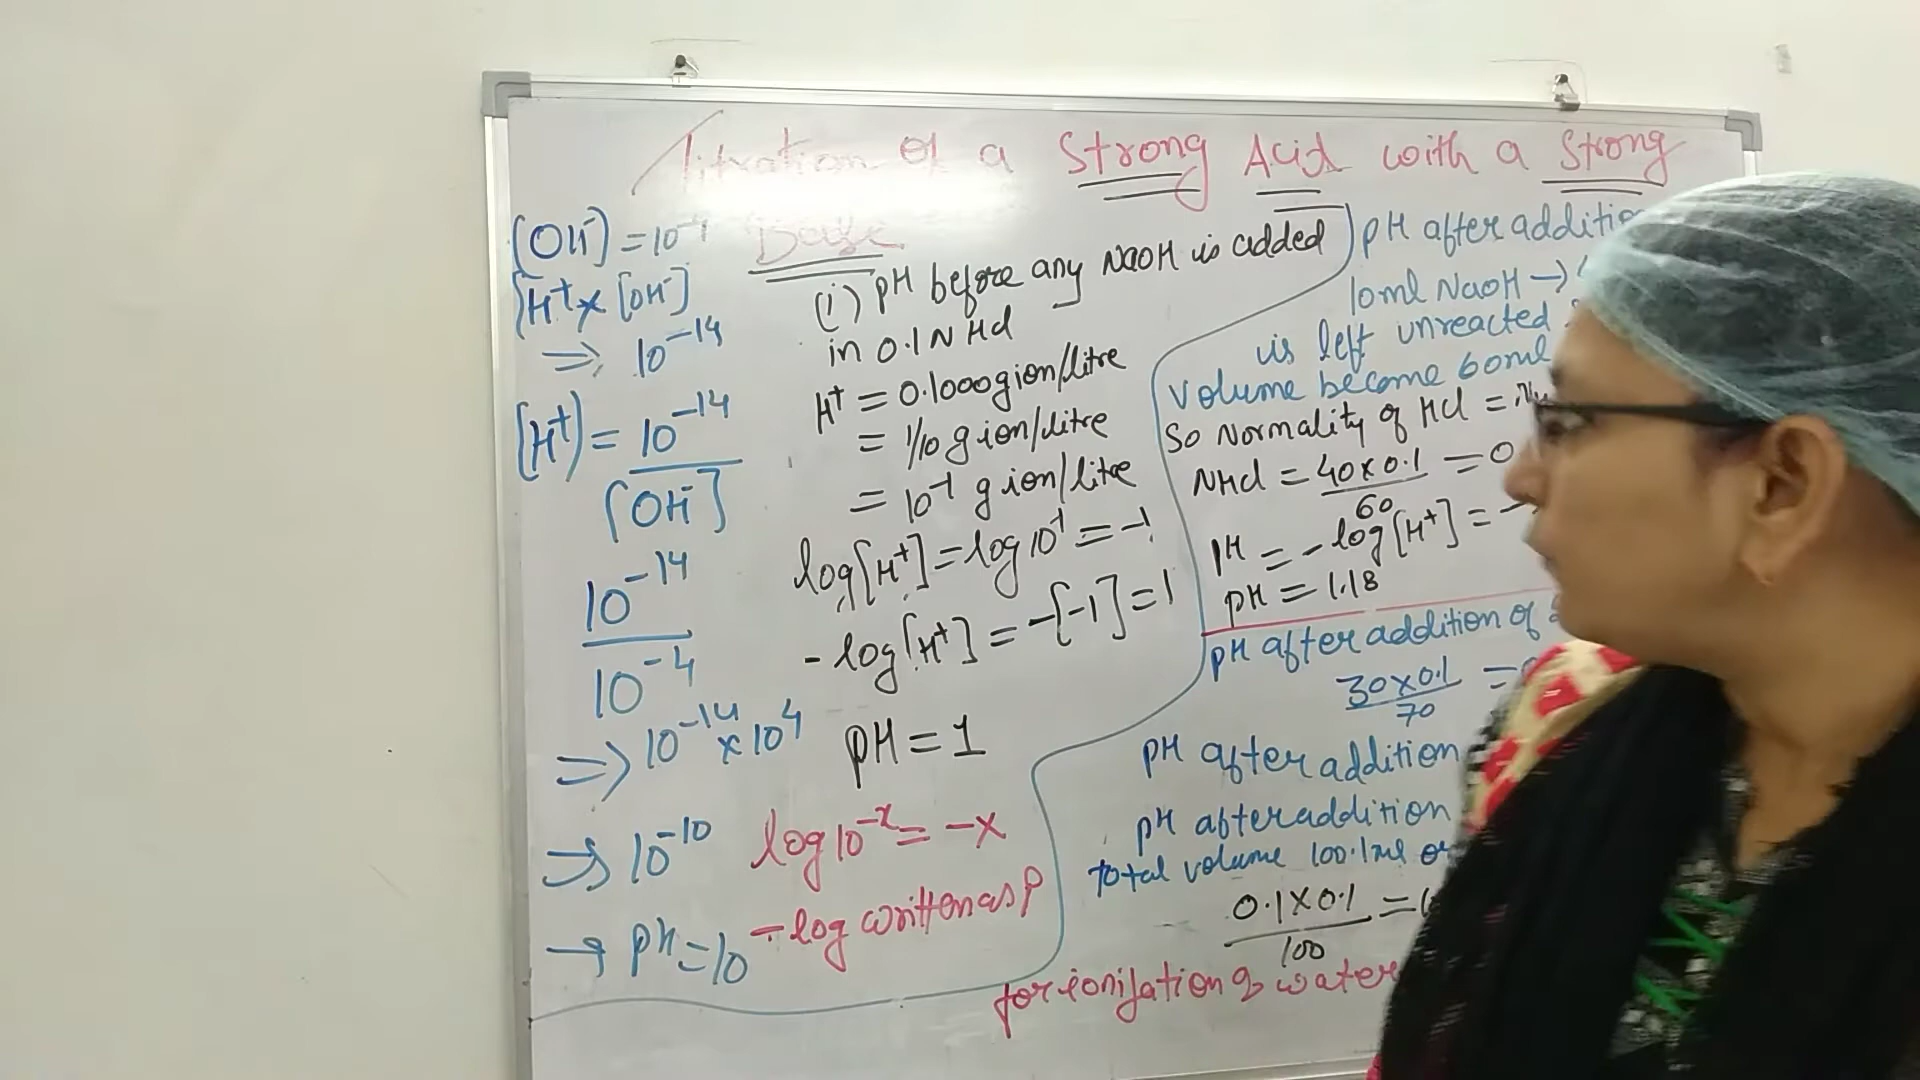 Titration of a Strong Acid with a Strong
Base
[OH⁻] = 10⁻⁴
[H⁺ × [OH⁻]
⇒ 10⁻¹⁴
[H⁺) = 10⁻¹⁴
[OH⁻]
10⁻¹⁴
10⁻⁴
⇒ 10⁻¹⁴ × 10⁴
→ 10⁻¹⁰
→ PH = 10
(i) PH before any NaOH is added
in 0.1 N HCl
H⁺ = 0.1000 g ion/litre
= 1/10 g ion/litre
= 10⁻¹ g ion/litre
log[H⁺] = log 10⁻¹ = -1
- log[H⁺] = -[-1] = 1
PH = 1
log 10⁻ˣ = -x
-log written as P
PH after
10ml NaOH →
is left unreacted
Volume become 60ml
So Normality of HCl =
NHCl = 40 × 0.1 = 0
60
PH = - log[H⁺] = -
PH = 1.18
PH after addition of
30 × 0.1 =
70
PH after addition
PH after addition
total volume 100.1ml or
0.1 × 0.1 =
100
for ionization of water